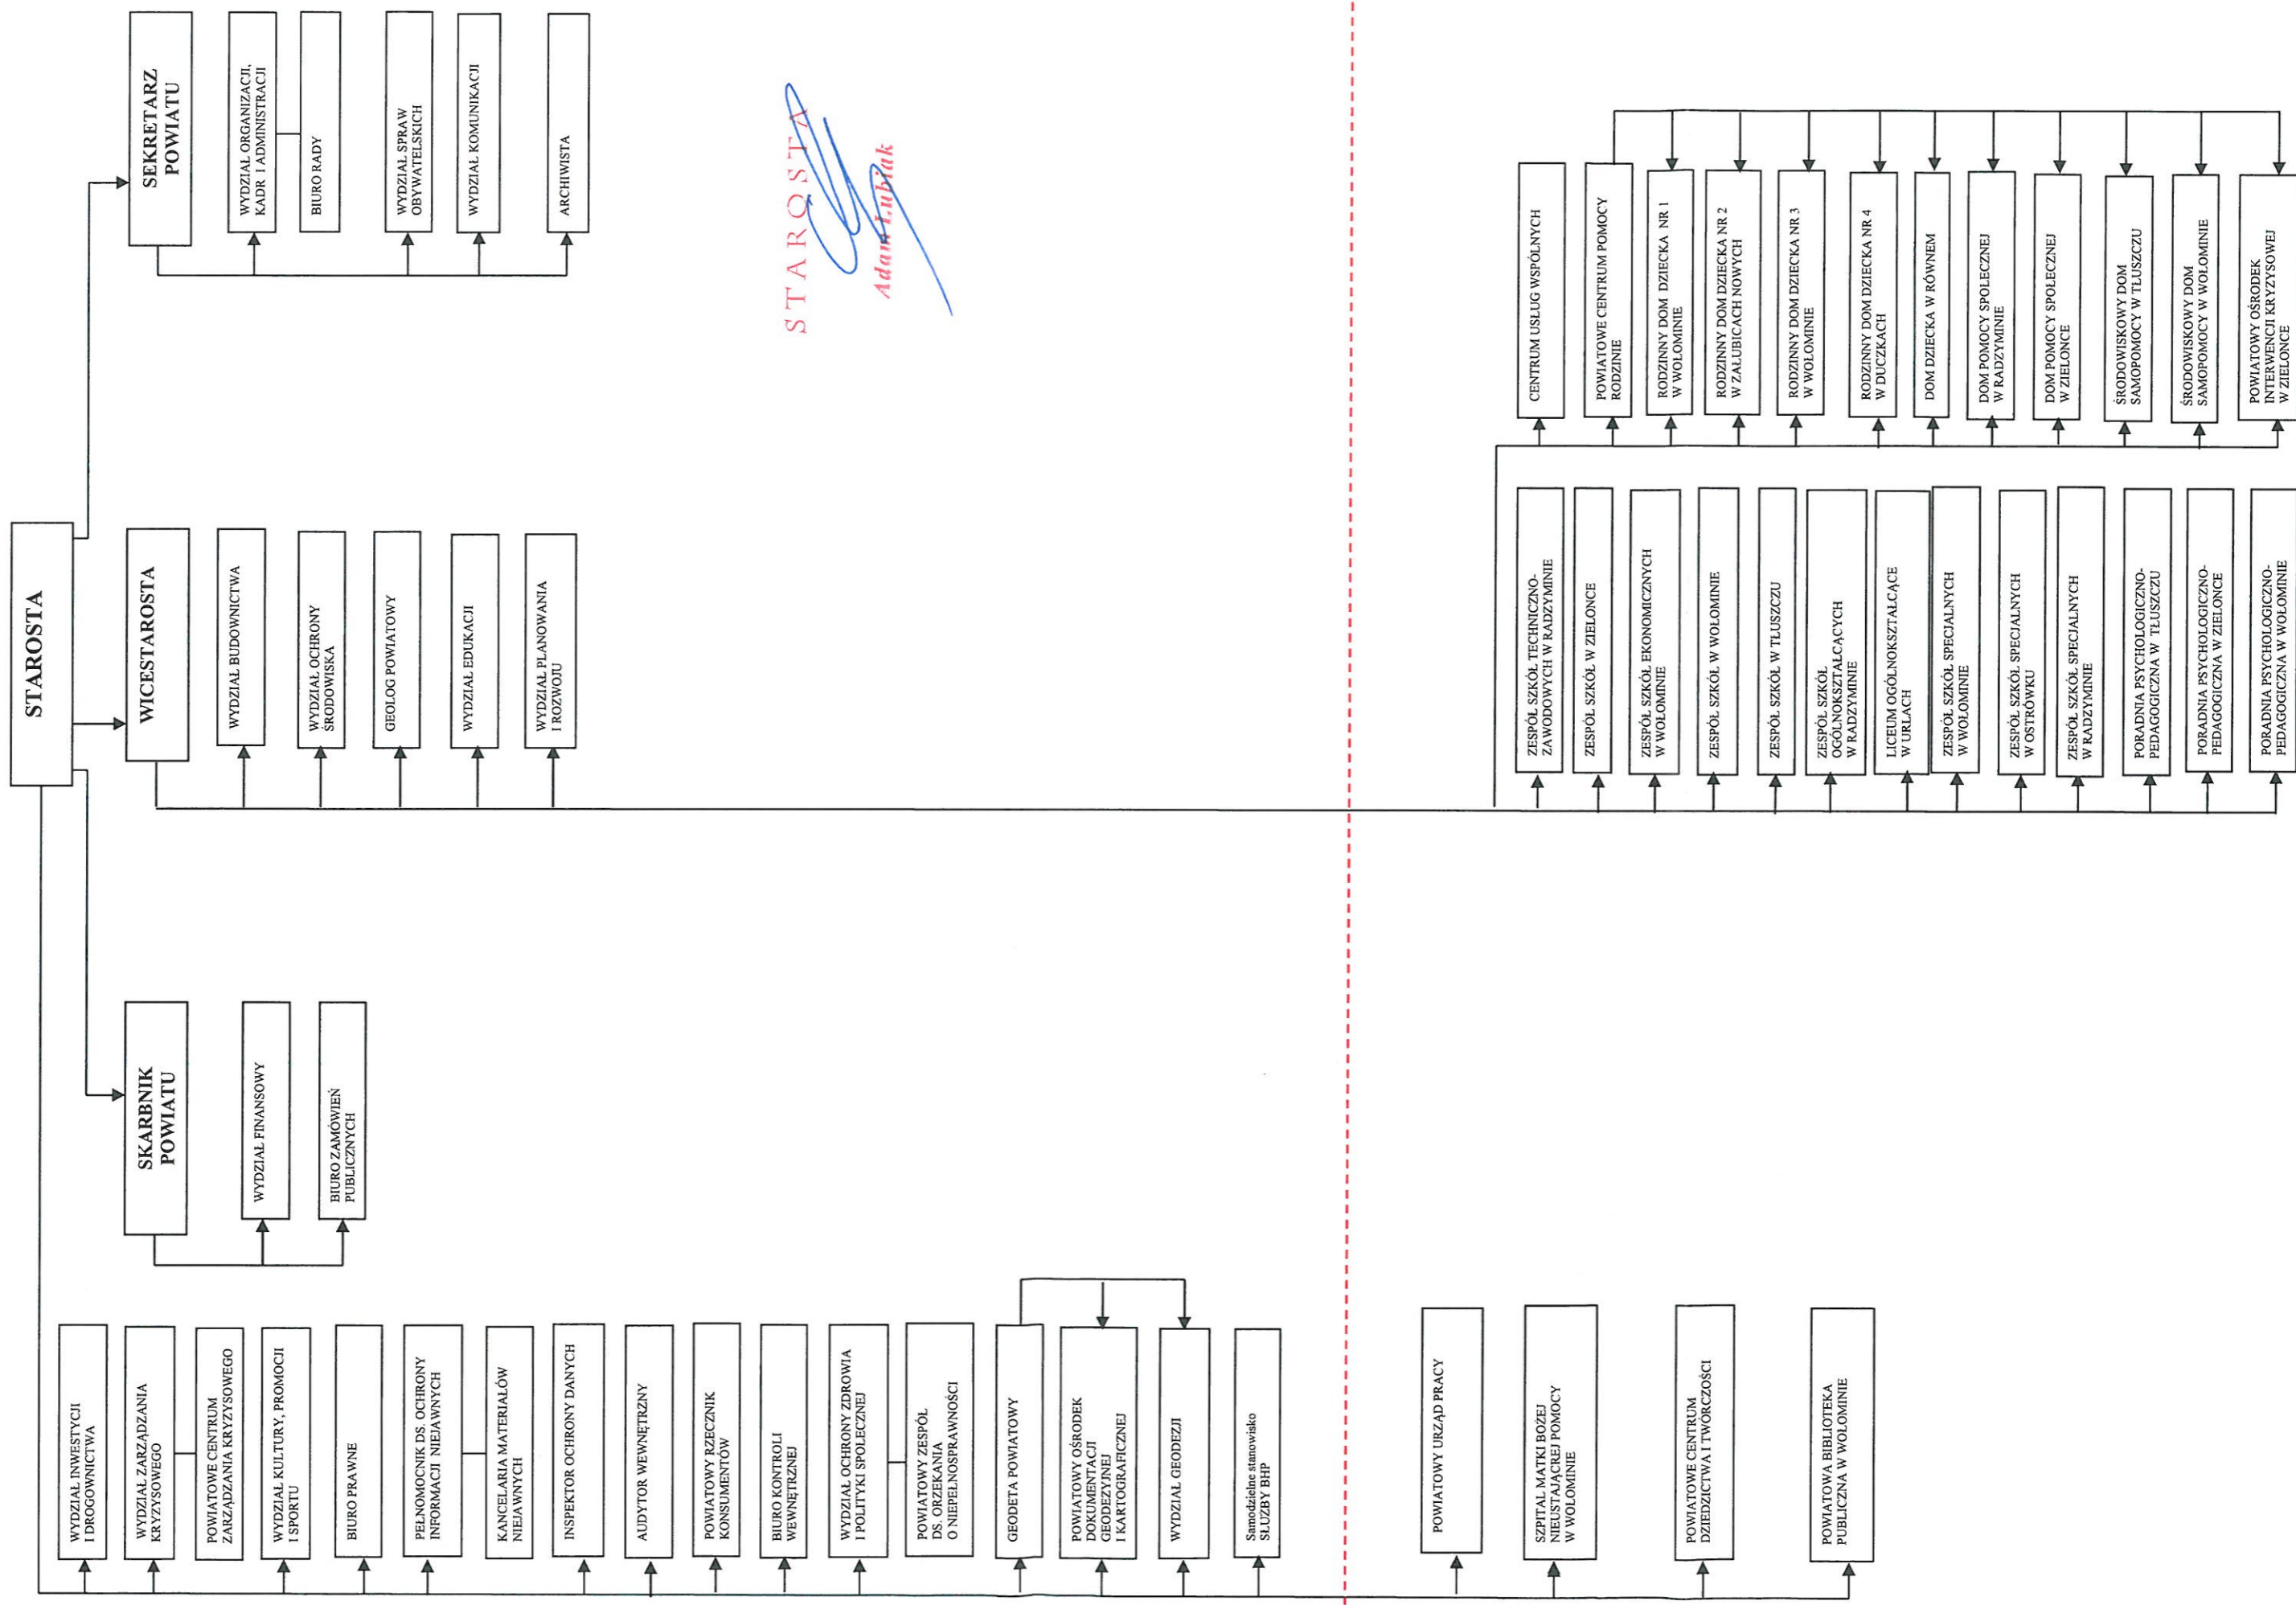 STAROSTA
SKARBNIK
POWIATU
WICESTAROSTA
SEKRETARZ
POWIATU
WYDZIAŁ INWESTYCJI
I DROGOWNICTWA
WYDZIAŁ ZARZĄDZANIA
KRYZYSOWEGO
POWIATOWE CENTRUM
ZARZĄDZANIA KRYZYSOWEGO
WYDZIAŁ KULTURY, PROMOCJI
I SPORTU
BIURO PRAWNE
PEŁNOMOCNIK DS. OCHRONY
INFORMACJI NIEJAWNYCH
KANCELARIA MATERIAŁÓW
NIEJAWNYCH
INSPEKTOR OCHRONY DANYCH
AUDYTOR WEWNĘTRZNY
POWIATOWY RZECZNIK
KONSUMENTÓW
BIURO KONTROLI
WEWNĘTRZNEJ
WYDZIAŁ OCHRONY ZDROWIA
I POLITYKI SPOŁECZNEJ
POWIATOWY ZESPÓŁ
DS. ORZEKANIA
O NIEPEŁNOSPRAWNOŚCI
GEODETA POWIATOWY
POWIATOWY OŚRODEK
DOKUMENTACJI
GEODEZYJNEJ
I KARTOGRAFICZNEJ
WYDZIAŁ GEODEZJI
Samodzielne stanowisko
SŁUZBY BHP
WYDZIAŁ FINANSOWY
BIURO ZAMÓWIEŃ
PUBLICZNYCH
WYDZIAŁ BUDOWNICTWA
WYDZIAŁ OCHRONY
ŚRODOWISKA
GEOLOG POWIATOWY
WYDZIAŁ EDUKACJI
WYDZIAŁ PLANOWANIA
I ROZWOJU
WYDZIAŁ ORGANIZACJI,
KADR I ADMINISTRACJI
BIURO RADY
WYDZIAŁ SPRAW
OBYWATELSKICH
WYDZIAŁ KOMUNIKACJI
ARCHIWISTA
STAROSTA
Adam Łubiak
POWIATOWY URZĄD PRACY
SZPITAL MATKI BOŻEJ
NIEUSTAJĄCREJ POMOCY
W WOŁOMINIE
POWIATOWE CENTRUM
DZIEDZICTWA I TWÓRCZOŚCI
POWIATOWA BIBLIOTEKA
PUBLICZNA W WOŁOMINIE
ZESPÓŁ SZKÓŁ TECHNICZNO-
ZAWODOWYCH W RADZYMINIE
ZESPÓŁ SZKÓŁ W ZIELONCE
ZESPÓŁ SZKÓŁ EKONOMICZNYCH
W WOŁOMINIE
ZESPÓŁ SZKÓŁ W WOŁOMINIE
ZESPÓŁ SZKÓŁ W TŁUSZCZU
ZESPÓŁ SZKÓŁ
OGÓLNOKSZTAŁCĄCYCH
W RADZYMINIE
LICEUM OGÓLNOKSZTAŁCĄCE
W URLACH
ZESPÓŁ SZKÓŁ SPECJALNYCH
W WOŁOMINIE
ZESPÓŁ SZKÓŁ SPECJALNYCH
W OSTRÓWKU
ZESPÓŁ SZKÓŁ SPECJALNYCH
W RADZYMINIE
PORADNIA PSYCHOLOGICZNO-
PEDAGOGICZNA W TŁUSZCZU
PORADNIA PSYCHOLOGICZNO-
PEDAGOGICZNA W ZIELONCE
PORADNIA PSYCHOLOGICZNO-
PEDAGOGICZNA W WOŁOMINIE
CENTRUM USŁUG WSPÓLNYCH
POWIATOWE CENTRUM POMOCY
RODZINIE
RODZINNY DOM DZIECKA NR 1
W WOŁOMINIE
RODZINNY DOM DZIECKA NR 2
W ZAŁUBICACH NOWYCH
RODZINNY DOM DZIECKA NR 3
W WOŁOMINIE
RODZINNY DOM DZIECKA NR 4
W DUCZKACH
DOM DZIECKA W RÓWNEM
DOM POMOCY SPOŁECZNEJ
W RADZYMINIE
DOM POMOCY SPOŁECZNEJ
W ZIELONCE
ŚRODOWISKOWY DOM
SAMOPOMOCY W TŁUSZCZU
ŚRODOWISKOWY DOM
SAMOPOMOCY W WOŁOMINIE
POWIATOWY OŚRODEK
INTERWENCJI KRYZYSOWEJ
W ZIELONCE